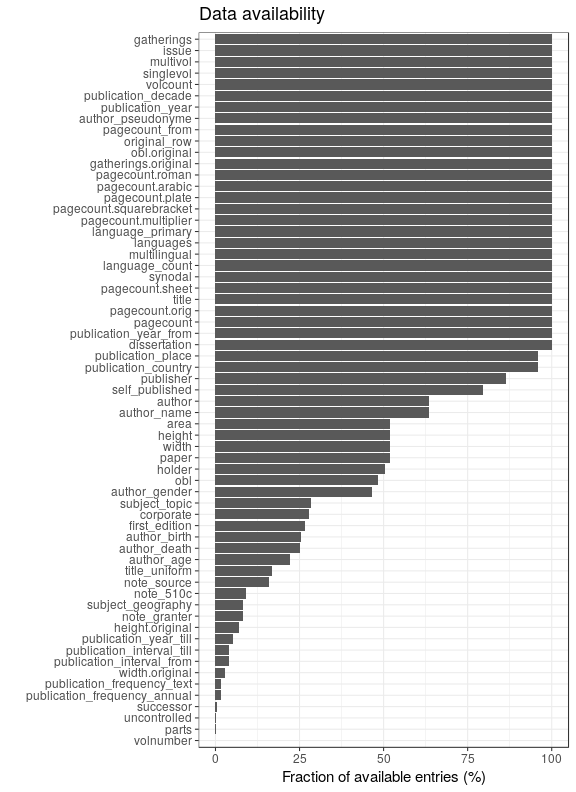 Data availability
gatherings
issue
multivol
singlevol
volcount
publication_decade
publication_year
author_pseudonyme
pagecount_from
original_row
obl.original
gatherings.original
pagecount.roman
pagecount.arabic
pagecount.plate
pagecount.squarebracket
pagecount.multiplier
language_primary
languages
multilingual
language_count
synodal
pagecount.sheet
title
pagecount.orig
pagecount
publication_year_from
dissertation
publication_place
publication_country
publisher
self_published
author
author_name
area
height
width
paper
holder
obl
author_gender
subject_topic
corporate
first_edition
author_birth
author_death
author_age
title_uniform
note_source
note_510c
subject_geography
note_granter
height.original
publication_year_till
publication_interval_till
publication_interval_from
width.original
publication_frequency_text
publication_frequency_annual
successor
uncontrolled
parts
volnumber
0 25 50 75 100
Fraction of available entries (%)